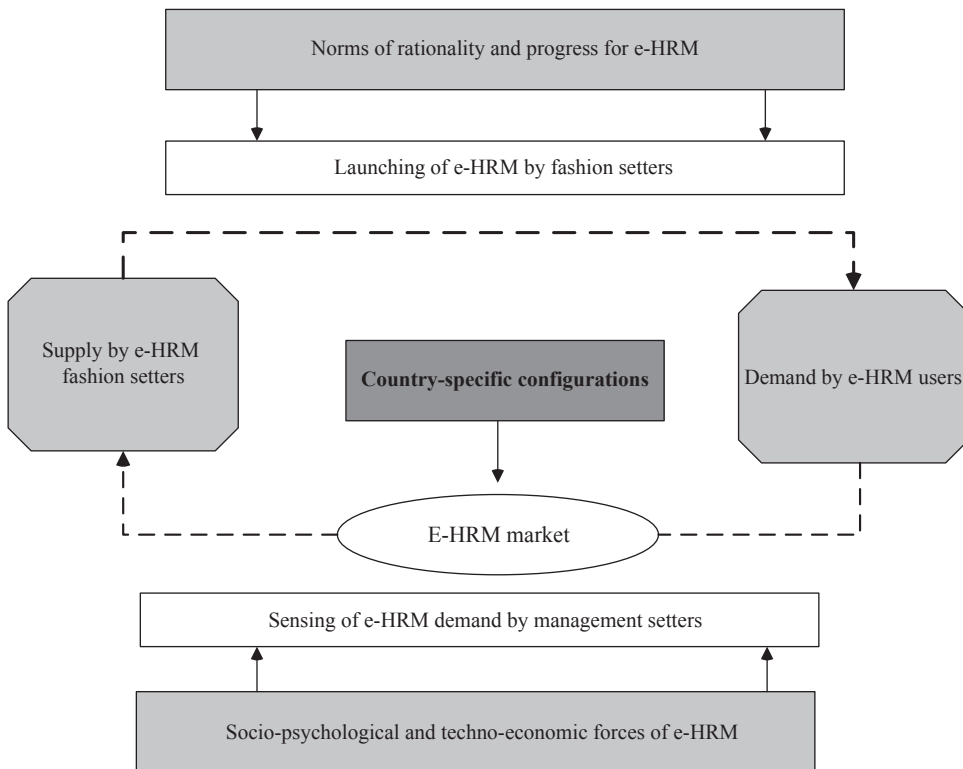 Norms of rationality and progress for e-HRM
Launching of e-HRM by fashion setters
Supply by e-HRM
fashion setters
Country-specific configurations
Demand by e-HRM users
E-HRM market
Sensing of e-HRM demand by management setters
Socio-psychological and techno-economic forces of e-HRM